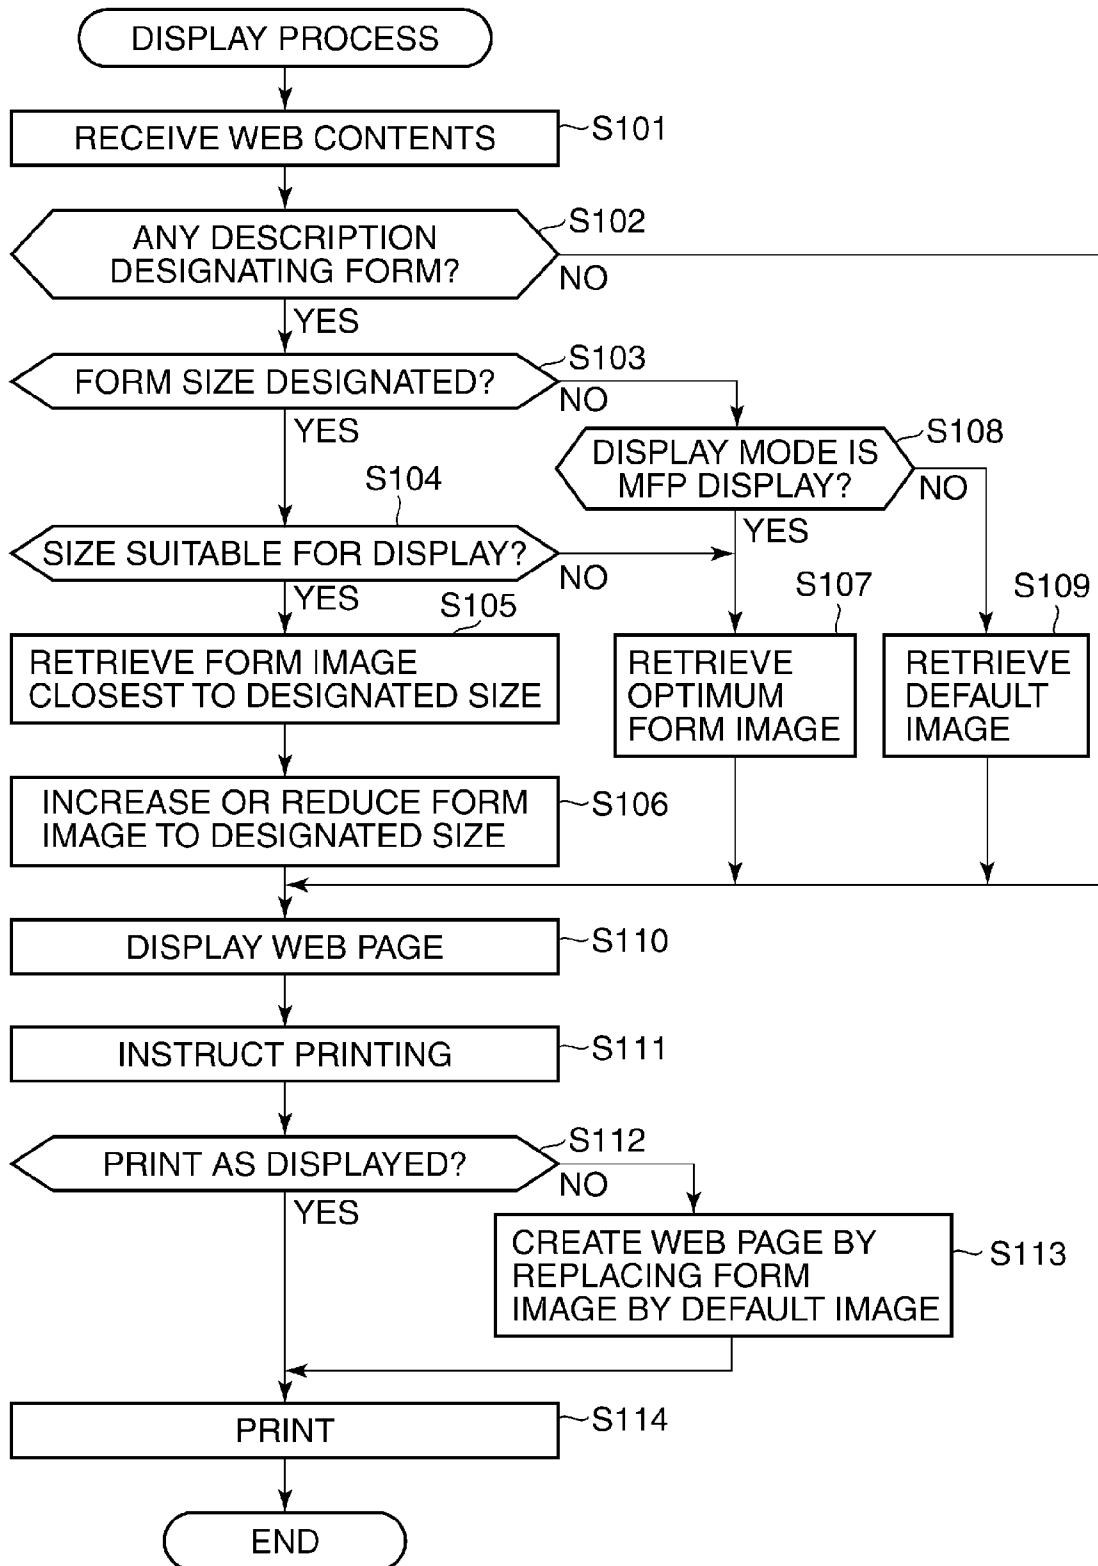 DISPLAY PROCESS
RECEIVE WEB CONTENTS
S101
ANY DESCRIPTION
DESIGNATING FORM?
S102
NO
YES
FORM SIZE DESIGNATED?
S103
NO
YES
DISPLAY MODE IS
MFP DISPLAY?
S108
NO
YES
S104
SIZE SUITABLE FOR DISPLAY?
NO
YES
S105
RETRIEVE FORM IMAGE
CLOSEST TO DESIGNATED SIZE
S107
RETRIEVE
OPTIMUM
FORM IMAGE
S109
RETRIEVE
DEFAULT
IMAGE
INCREASE OR REDUCE FORM
IMAGE TO DESIGNATED SIZE
S106
DISPLAY WEB PAGE
S110
INSTRUCT PRINTING
S111
PRINT AS DISPLAYED?
S112
NO
YES
CREATE WEB PAGE BY
REPLACING FORM
IMAGE BY DEFAULT IMAGE
S113
PRINT
S114
END